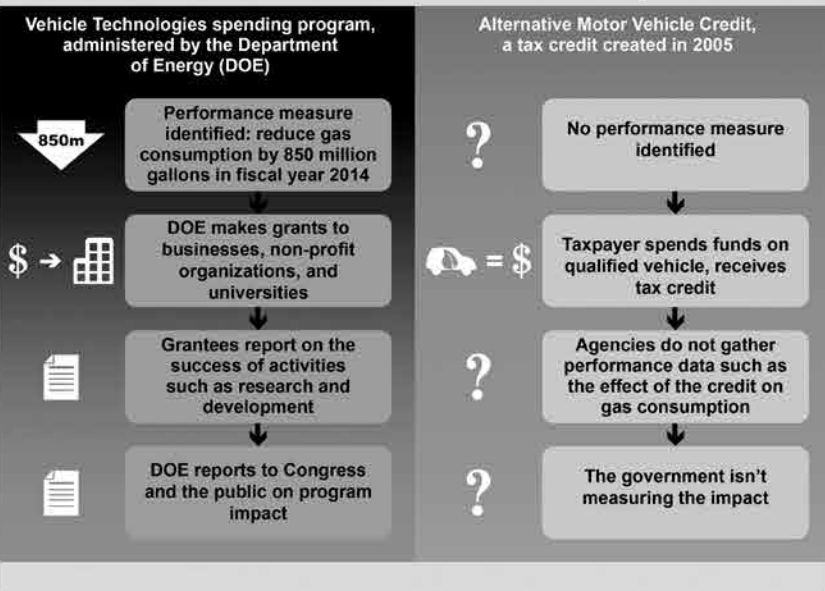 Vehicle Technologies spending program,
administered by the Department
of Energy (DOE)
850m
Performance measure
identified: reduce gas
consumption by 850 million
gallons in fiscal year 2014
$
DOE makes grants to
businesses, non-profit
organizations, and
universities
Grantees report on the
success of activities
such as research and
development
DOE reports to Congress
and the public on program
impact
Alternative Motor Vehicle Credit,
a tax credit created in 2005
?
No performance measure
identified
= $
Taxpayer spends funds on
qualified vehicle, receives
tax credit
?
Agencies do not gather
performance data such as
the effect of the credit on
gas consumption
?
The government isn't
measuring the impact